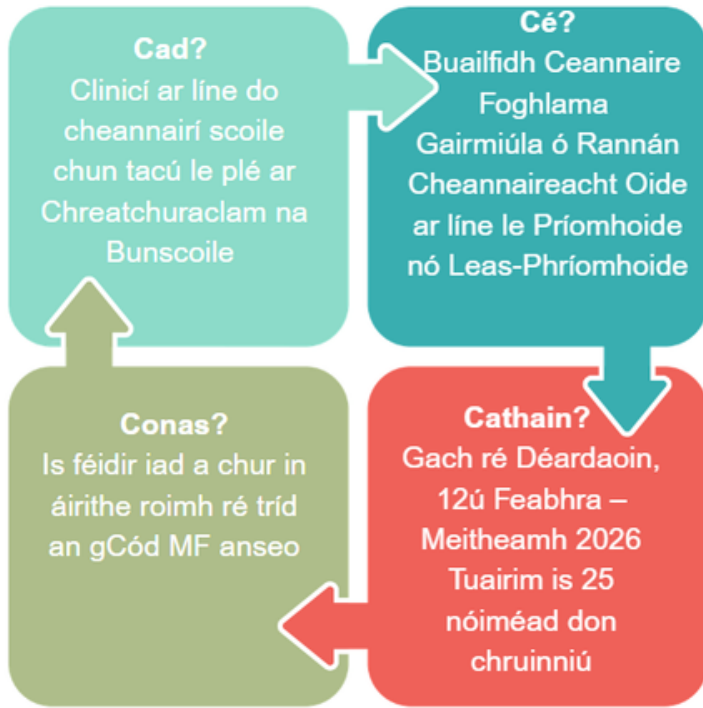 Cad?
Clinicí ar líne do
cheannairí scoile
chun tacú le plé ar
Chreatchuraclam na
Bunscoile
Cé?
Buailfidh Ceannaire
Foghlama
Gairmiúla ó Rannán
Cheannaireacht Oide
ar líne le Príomhoide
nó Leas-Phríomhoide
Cathain?
Gach ré Déardaoin,
12ú Feabhra –
Meitheamh 2026
Tuairim is 25
nóiméad don
chruinniú
Conas?
Is féidir iad a chur in
áirithe roimh ré tríd
an gCód MF anseo